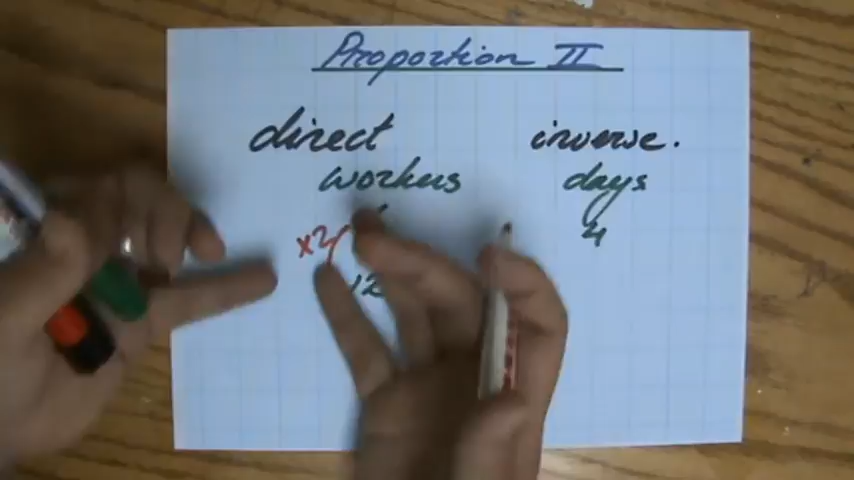 Proportion II
direct inverse.
workers days
x2 4
12